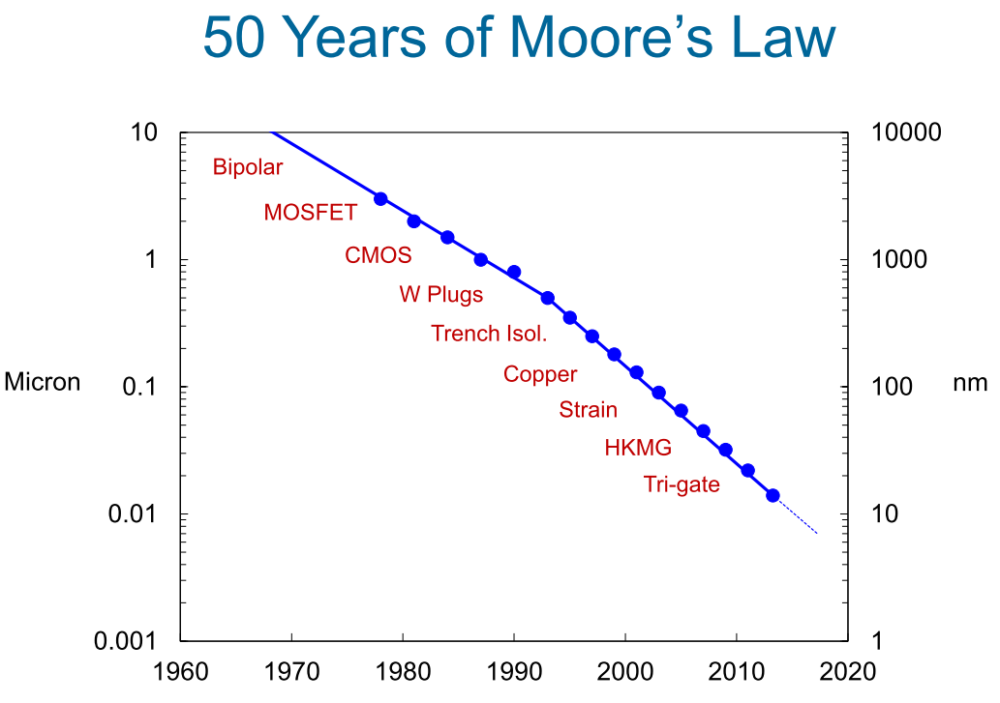 50 Years of Moore’s Law
10
10000
Bipolar
MOSFET
CMOS
1
1000
W Plugs
Trench Isol.
Copper
Micron
0.1
100
nm
Strain
HKMG
Tri-gate
0.01
10
0.001
1
1960 1970 1980 1990 2000 2010 2020